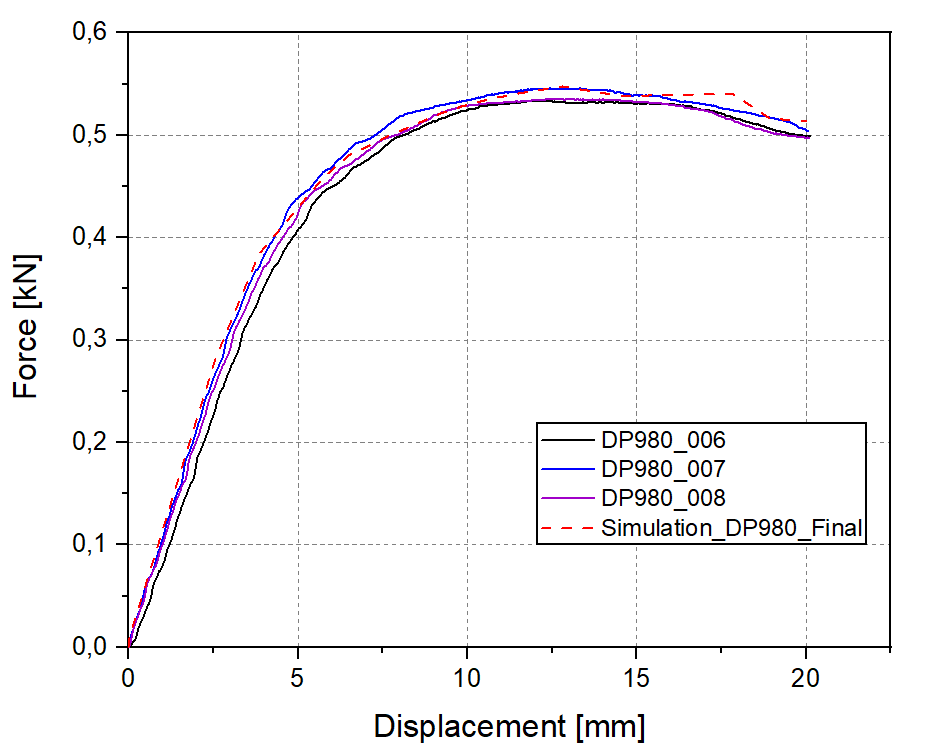 0,6
0,5
0,4
0,3
0,2
0,1
0,0
Force [kN]
DP980_006
DP980_007
DP980_008
Simulation_DP980_Final
0 5 10 15 20
Displacement [mm]